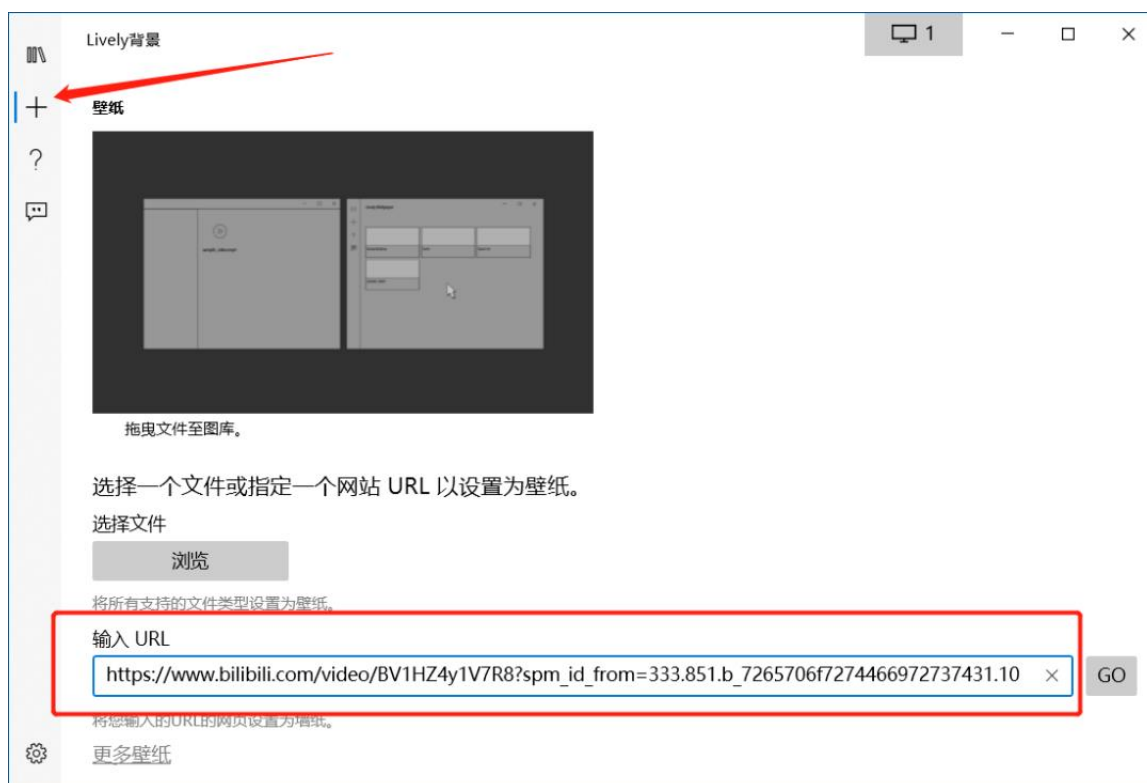 Lively背景
1
壁纸
拖曳文件至图库。
选择一个文件或指定一个网站 URL 以设置为壁纸。
选择文件
浏览
将所有支持的文件类型设置为壁纸。
输入 URL
https://www.bilibili.com/video/BV1HZ4y1V7R8?spm_id_from=333.851.b_7265706f7274466972737431.10
GO
将您输入的URL的网页设置为墙纸。
更多壁纸